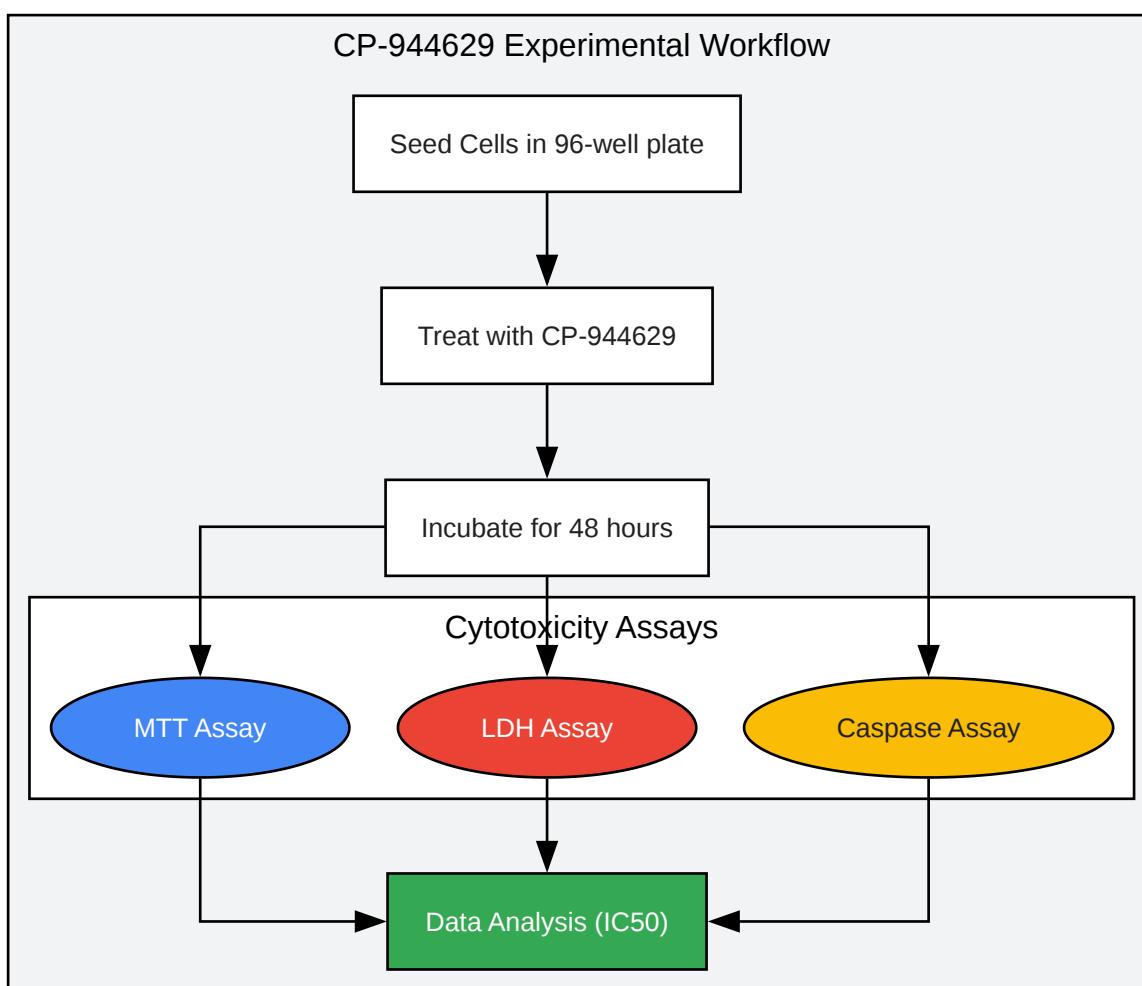 CP-944629 Experimental Workflow
Seed Cells in 96-well plate
Treat with CP-944629
Incubate for 48 hours
Cytotoxicity Assays
MTT Assay
LDH Assay
Caspase Assay
Data Analysis (IC50)